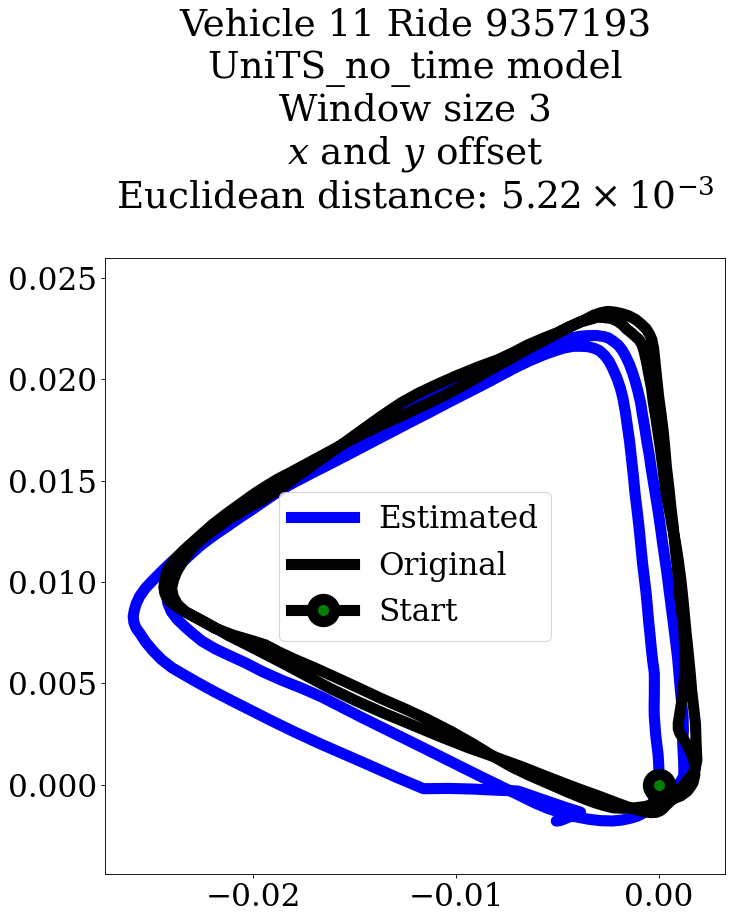 Vehicle 11 Ride 9357193
UniTS_no_time model
Window size 3
x and y offset
Euclidean distance: 5.22 × 10⁻³
0.025
0.020
0.015
0.010
0.005
0.000
Estimated
Original
Start
−0.02
−0.01
0.00